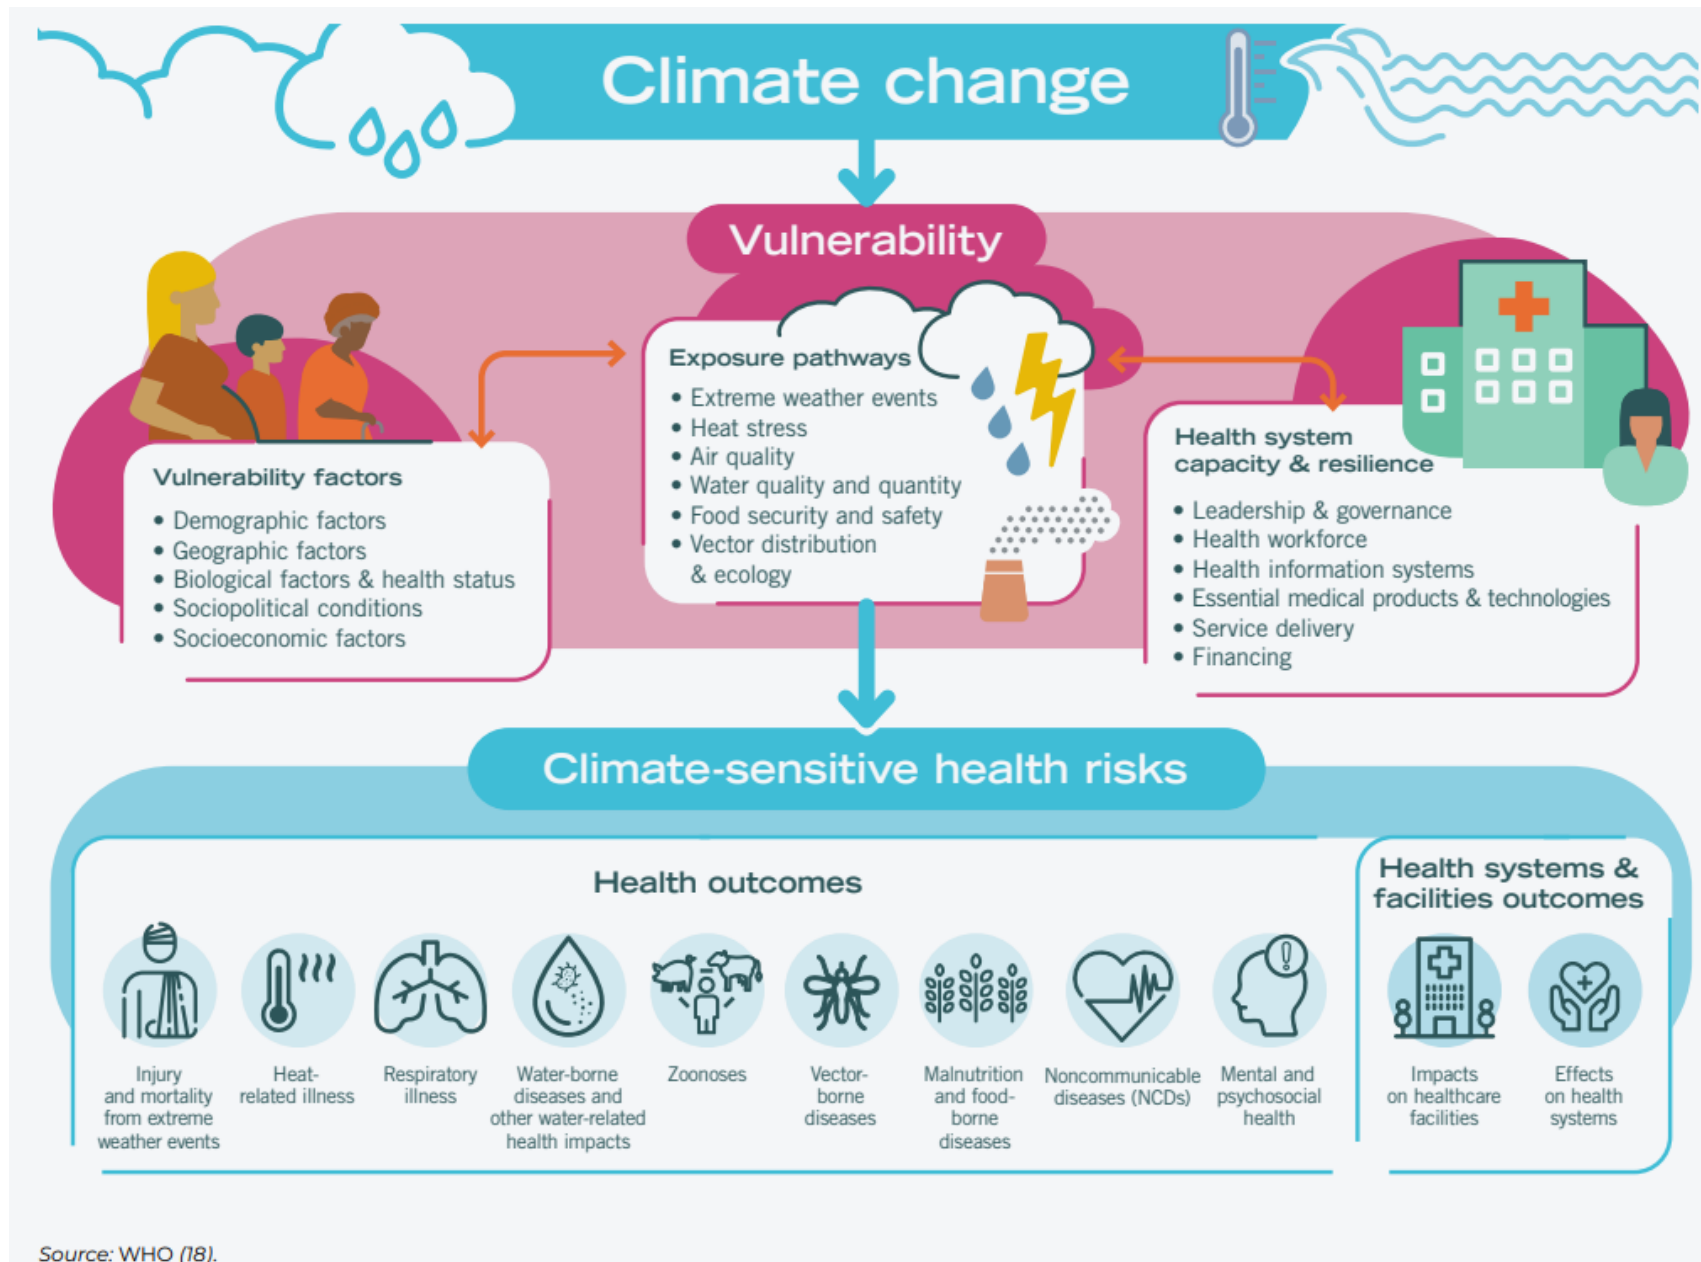 Climate change
Vulnerability
Exposure pathways
• Extreme weather events
• Heat stress
• Air quality
• Water quality and quantity
• Food security and safety
• Vector distribution
& ecology
Vulnerability factors
• Demographic factors
• Geographic factors
• Biological factors & health status
• Sociopolitical conditions
• Socioeconomic factors
Health system
capacity & resilience
• Leadership & governance
• Health workforce
• Health information systems
• Essential medical products & technologies
• Service delivery
• Financing
Climate-sensitive health risks
Health outcomes
Injury
and mortality
from extreme
weather events
Heat-
related illness
Respiratory
illness
Water-borne
diseases and
other water-related
health impacts
Zoonoses
Vector-
borne
diseases
Malnutrition
and food-
borne
diseases
Noncommunicable
diseases (NCDs)
Mental and
psychosocial
health
Health systems &
facilities outcomes
Impacts
on healthcare
facilities
Effects
on health
systems
Source: WHO (18).